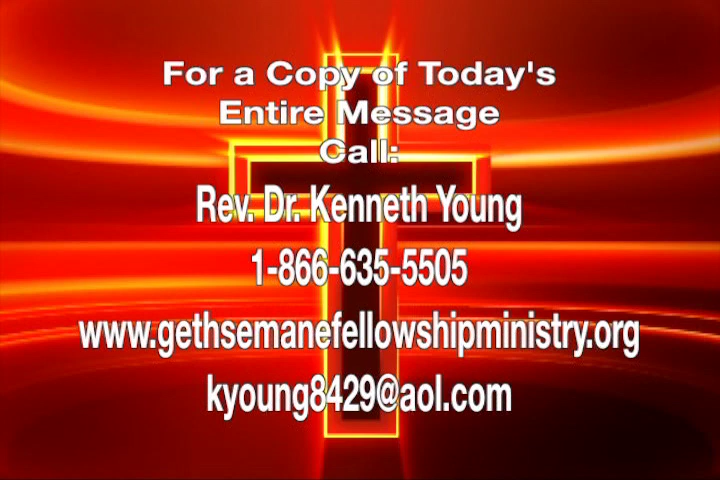 For a Copy of Today's
Entire Message
Call:
Rev. Dr. Kenneth Young
1-866-635-5505
www.gethsemanefellowshipministry.org
kyoung8429@aol.com